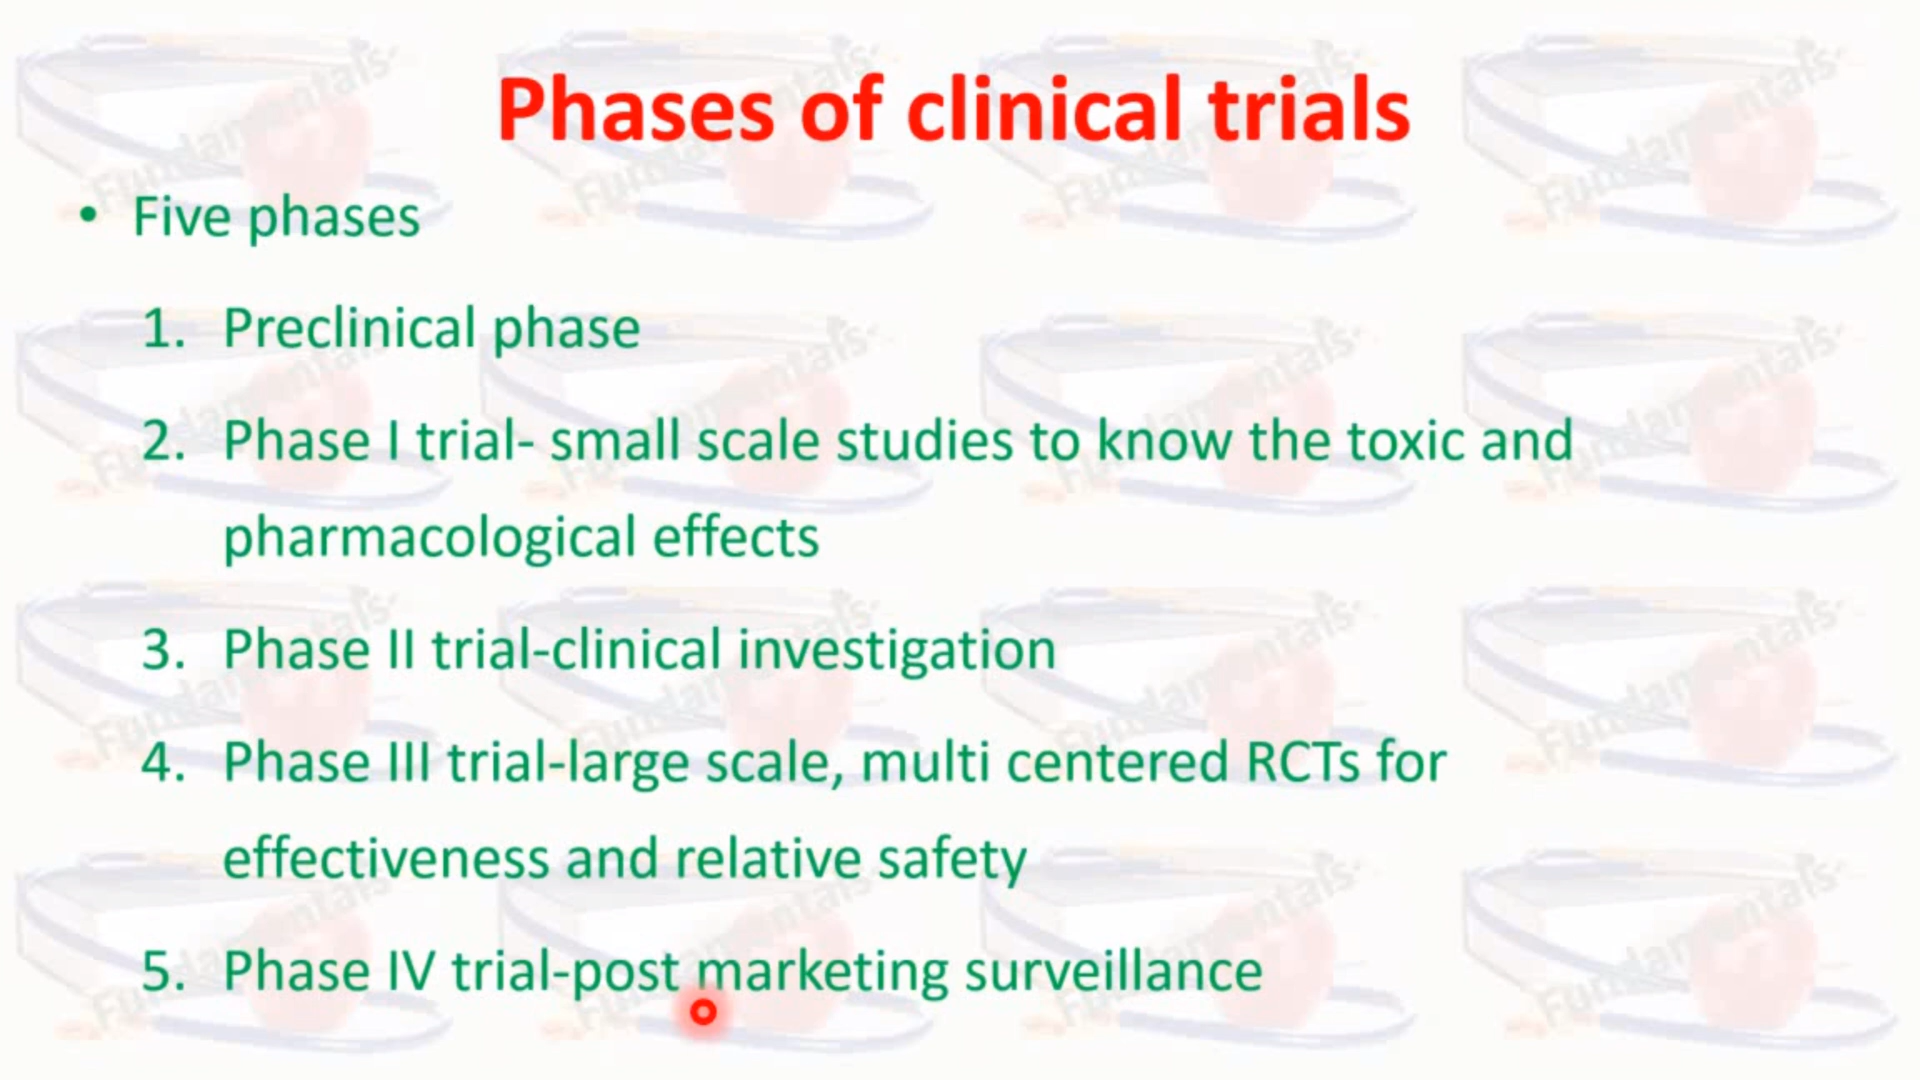 Phases of clinical trials
• Five phases
1. Preclinical phase
2. Phase I trial- small scale studies to know the toxic and
pharmacological effects
3. Phase II trial-clinical investigation
4. Phase III trial-large scale, multi centered RCTs for
effectiveness and relative safety
5. Phase IV trial-post marketing surveillance